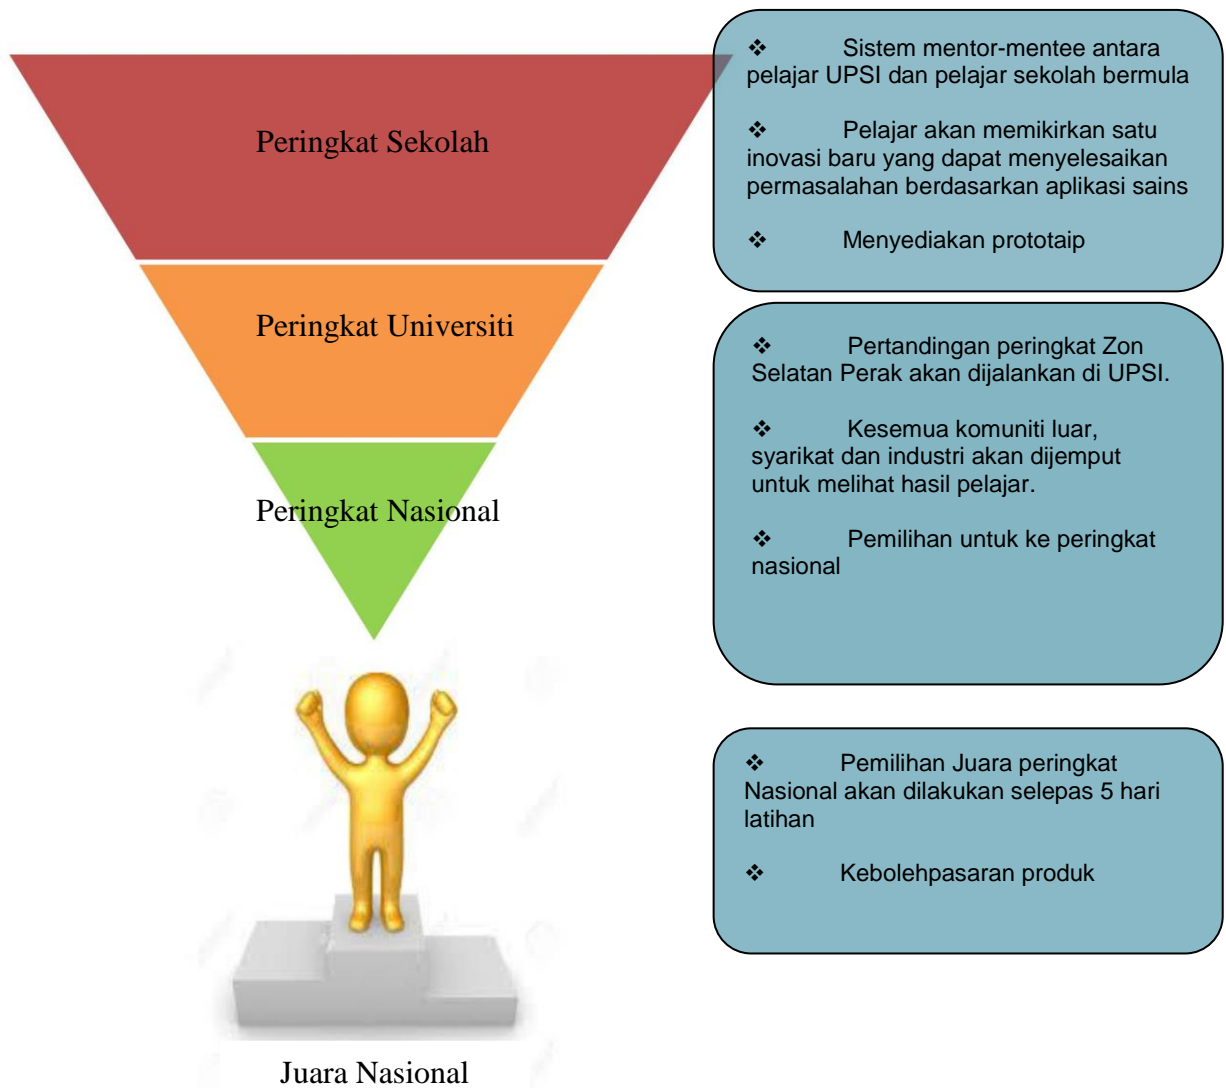 Peringkat Sekolah
❖ Sistem mentor-mentee antara
pelajar UPSI dan pelajar sekolah bermula
❖ Pelajar akan memikirkan satu
inovasi baru yang dapat menyelesaikan
permasalahan berdasarkan aplikasi sains
❖ Menyediakan prototaip
Peringkat Universiti
❖ Pertandingan peringkat Zon
Selatan Perak akan dijalankan di UPSI.
❖ Kesemua komuniti luar,
syarikat dan industri akan dijemput
untuk melihat hasil pelajar.
❖ Pemilihan untuk ke peringkat
nasional
Peringkat Nasional
❖ Pemilihan Juara peringkat
Nasional akan dilakukan selepas 5 hari
latihan
❖ Kebolehpasaran produk
Juara Nasional